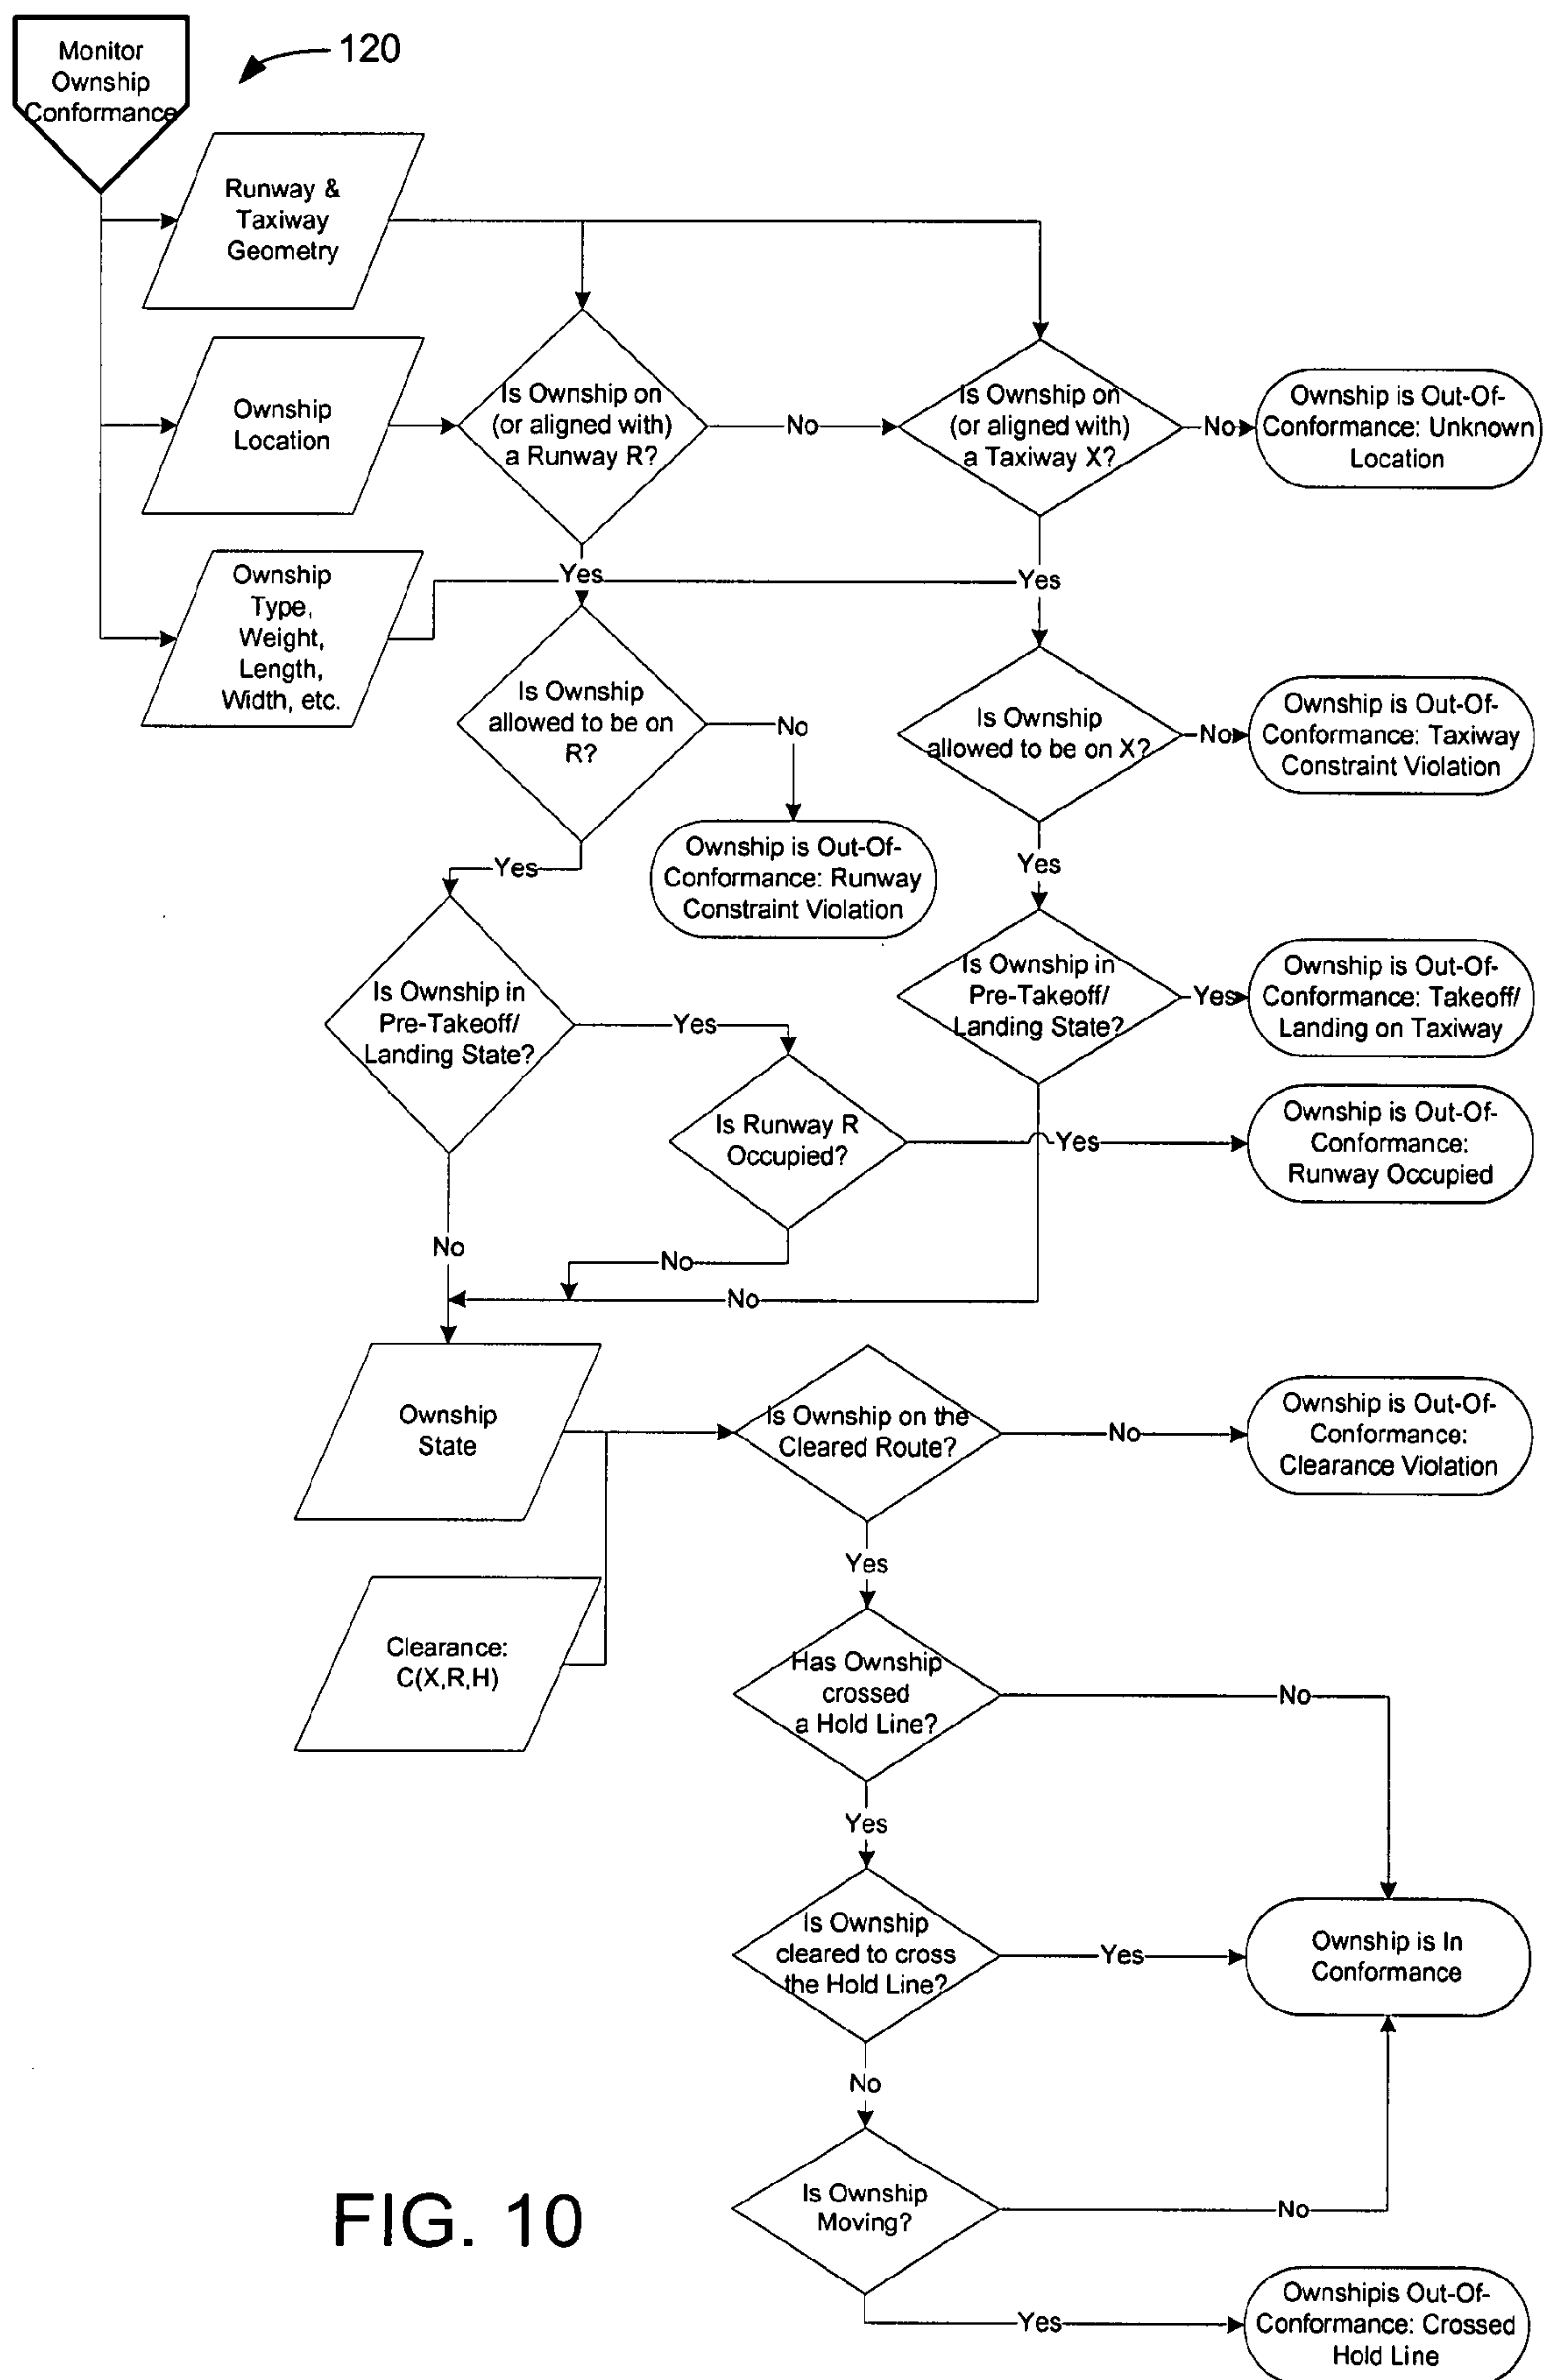 Monitor
Ownship
Conformance
120
Runway &
Taxiway
Geometry
Ownship
Location
Is Ownship on
(or aligned with)
a Runway R?
No
Is Ownship on
(or aligned with)
a Taxiway X?
No
Ownship is Out-Of-
Conformance: Unknown
Location
Ownship
Type,
Weight,
Length,
Width, etc.
Yes
Yes
Is Ownship
allowed to be on
R?
No
Is Ownship
allowed to be on X?
No
Ownship is Out-Of-
Conformance: Taxiway
Constraint Violation
Ownship is Out-Of-
Conformance: Runway
Constraint Violation
Yes
Yes
Is Ownship in
Pre-Takeoff/
Landing State?
Yes
Is Ownship in
Pre-Takeoff/
Landing State?
Yes
Ownship is Out-Of-
Conformance: Takeoff/
Landing on Taxiway
Is Runway R
Occupied?
Yes
Ownship is Out-Of-
Conformance:
Runway Occupied
No
No
No
Ownship
State
Is Ownship on the
Cleared Route?
No
Ownship is Out-Of-
Conformance:
Clearance Violation
Yes
Clearance:
C(X,R,H)
Has Ownship
crossed
a Hold Line?
No
Yes
Is Ownship
cleared to cross
the Hold Line?
Yes
Ownship is In
Conformance
No
Is Ownship
Moving?
No
Yes
Ownshipis Out-Of-
Conformance: Crossed
Hold Line
FIG. 10